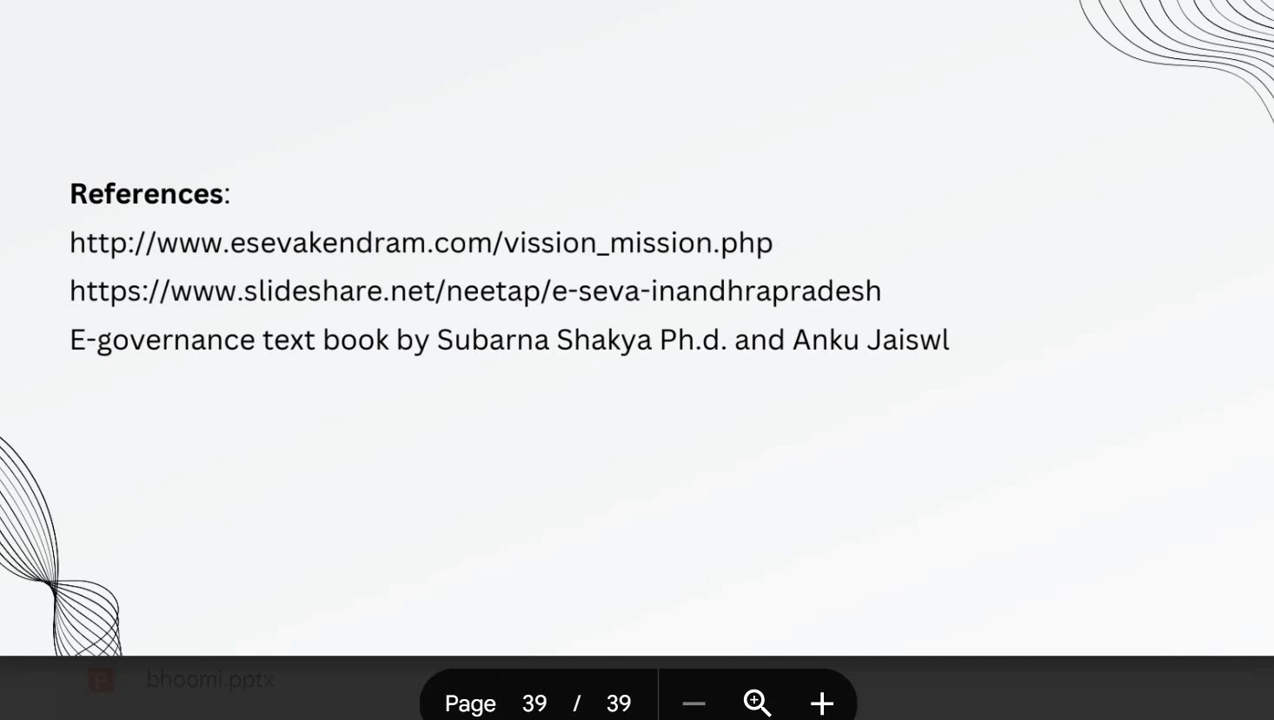 References:
http://www.esevakendram.com/vission_mission.php
https://www.slideshare.net/neetap/e-seva-inandhrapradesh
E-governance text book by Subarna Shakya Ph.d. and Anku Jaiswl
P bhoomi.pptx
Page 39 / 39